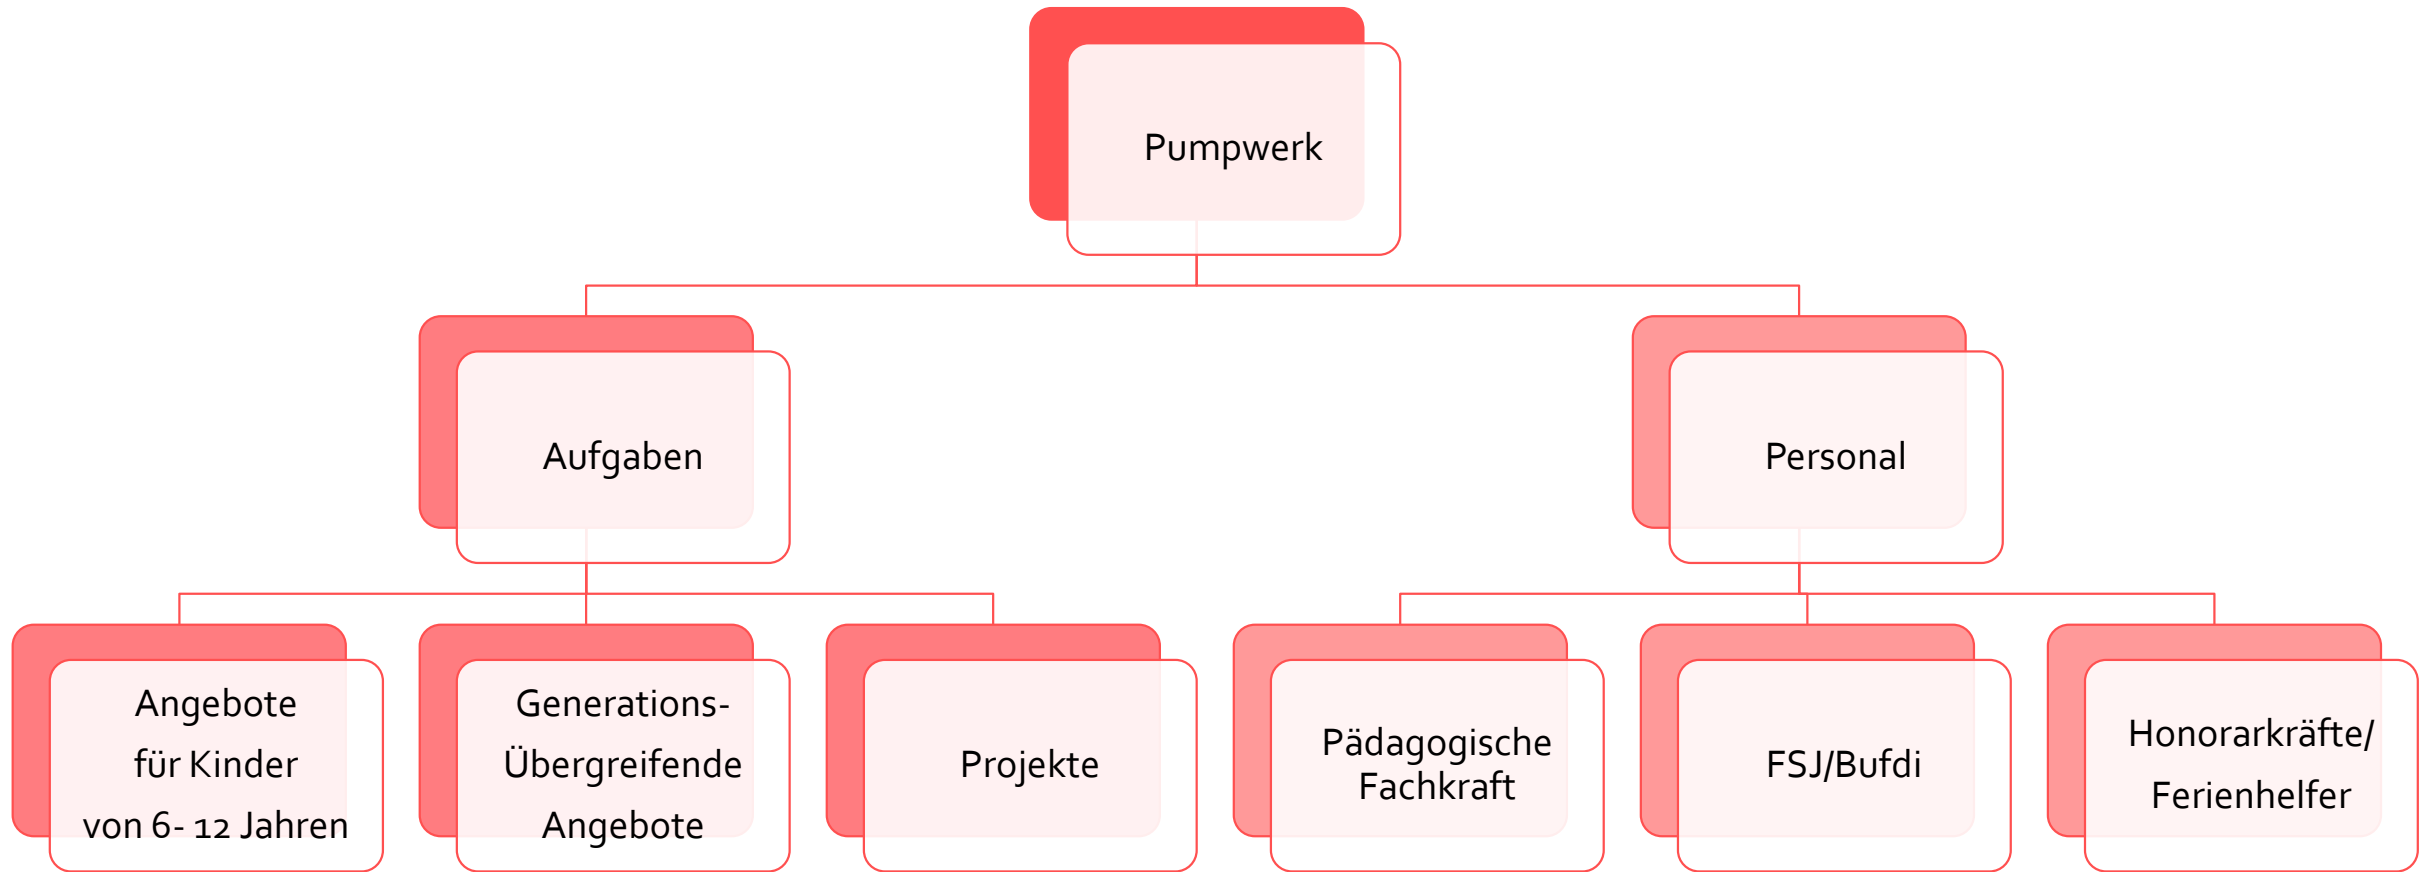 Pumpwerk
Aufgaben
Personal
Angebote
für Kinder
von 6- 12 Jahren
Generations-
Übergreifende
Angebote
Projekte
Pädagogische
Fachkraft
FSJ/Bufdi
Honorarkräfte/
Ferienhelfer